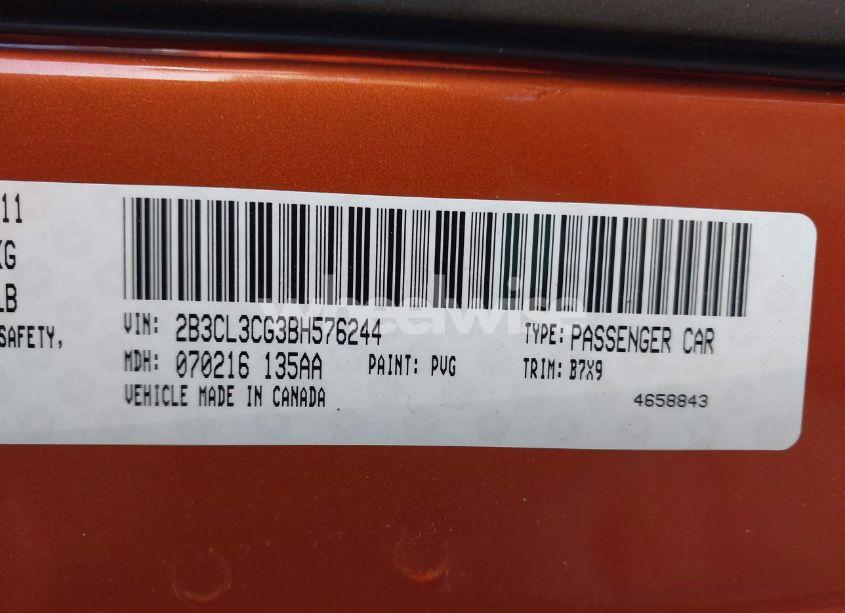 11
KG
LB
SAFETY,
VIN: 2B3CL3CG3BH576244 TYPE: PASSENGER CAR
MDH: 070216 135AA PAINT: PVG TRIM: B7X9
VEHICLE MADE IN CANADA 4658843
wheelwise